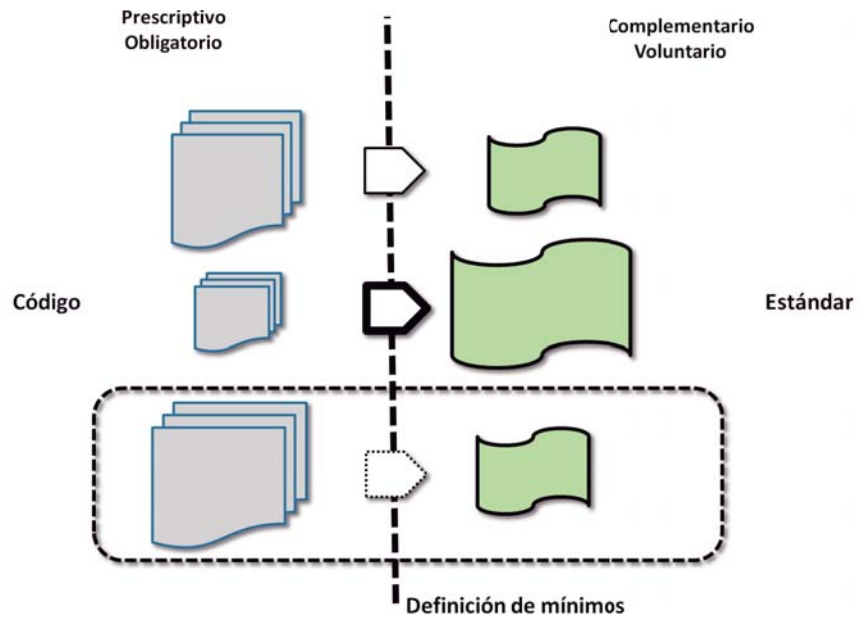 Prescriptivo
Obligatorio
Complementario
Voluntario
Código
Estándar
Definición de mínimos